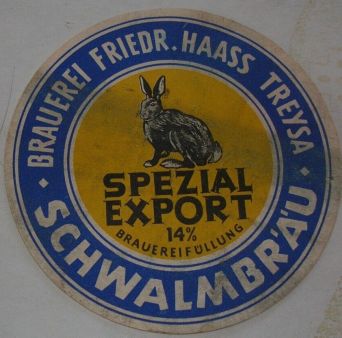 · BRAUEREI FRIEDR. HAASS TREYSA ·
SPEZIAL
EXPORT
14%
BRAUEREIFÜLLUNG
SCHWALMBRÄU